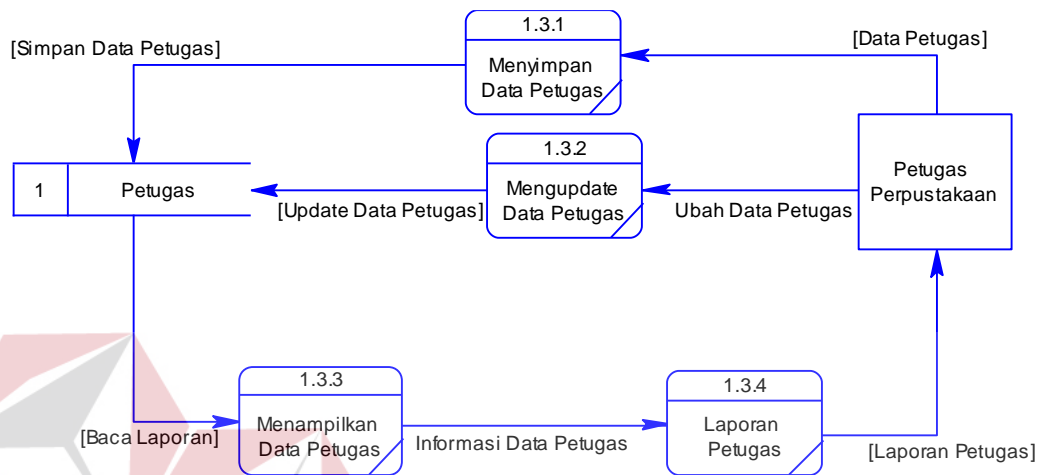 1.3.1
[Simpan Data Petugas]
[Data Petugas]
Menyimpan
Data Petugas
1.3.2
1
Petugas
Mengupdate
Data Petugas
Petugas
Perpustakaan
[Update Data Petugas]
Ubah Data Petugas
1.3.3
1.3.4
[Baca Laporan]
Menampilkan
Data Petugas
Informasi Data Petugas
Laporan
Petugas
[Laporan Petugas]